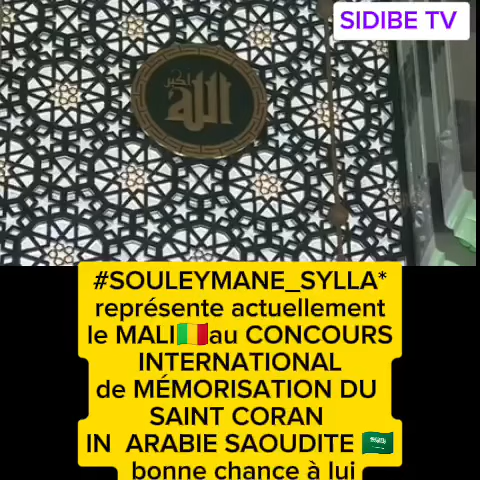 SIDIBE TV
الله
اكبر
#SOULEYMANE_SYLLA*
représente actuellement
le MALI🇲🇱au CONCOURS
INTERNATIONAL
de MÉMORISATION DU
SAINT CORAN
IN ARABIE SAOUDITE 🇸🇦
bonne chance à lui